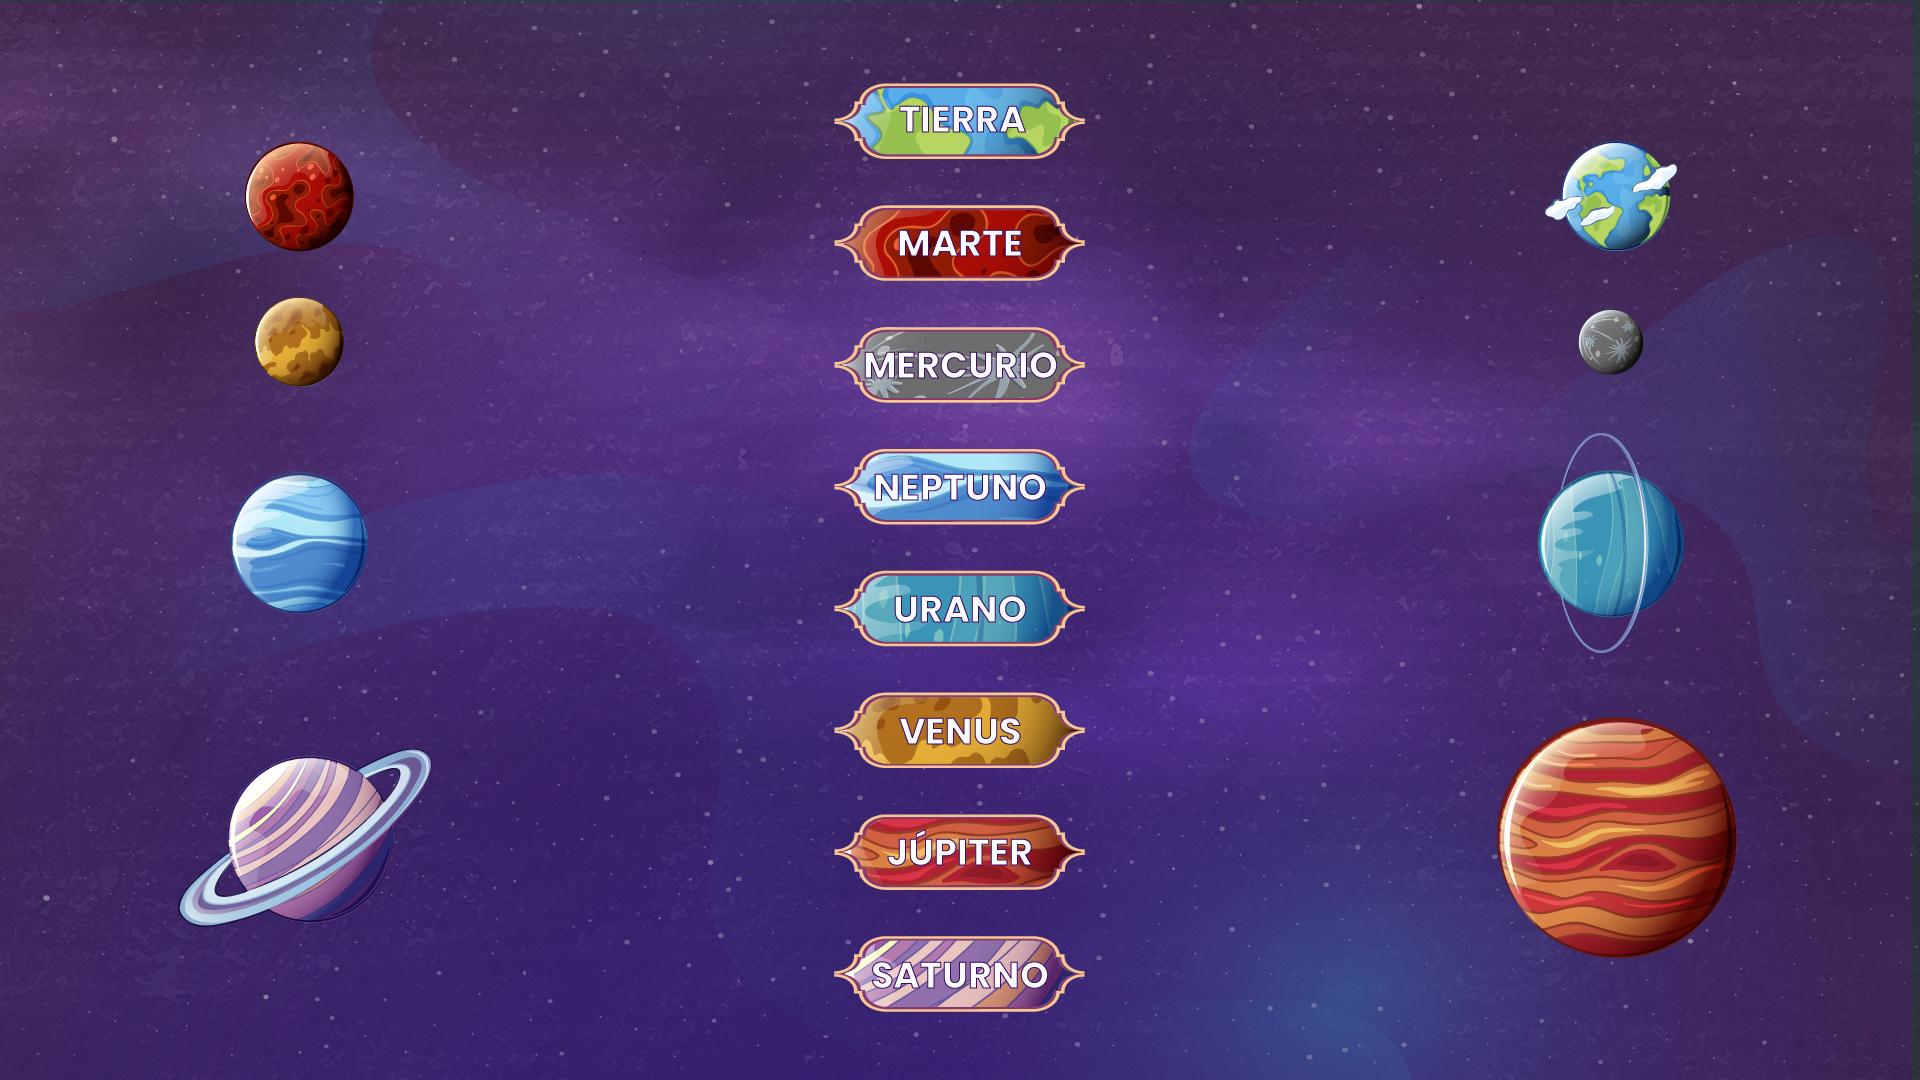 TIERRA
MARTE
MERCURIO
NEPTUNO
URANO
VENUS
JÚPITER
SATURNO